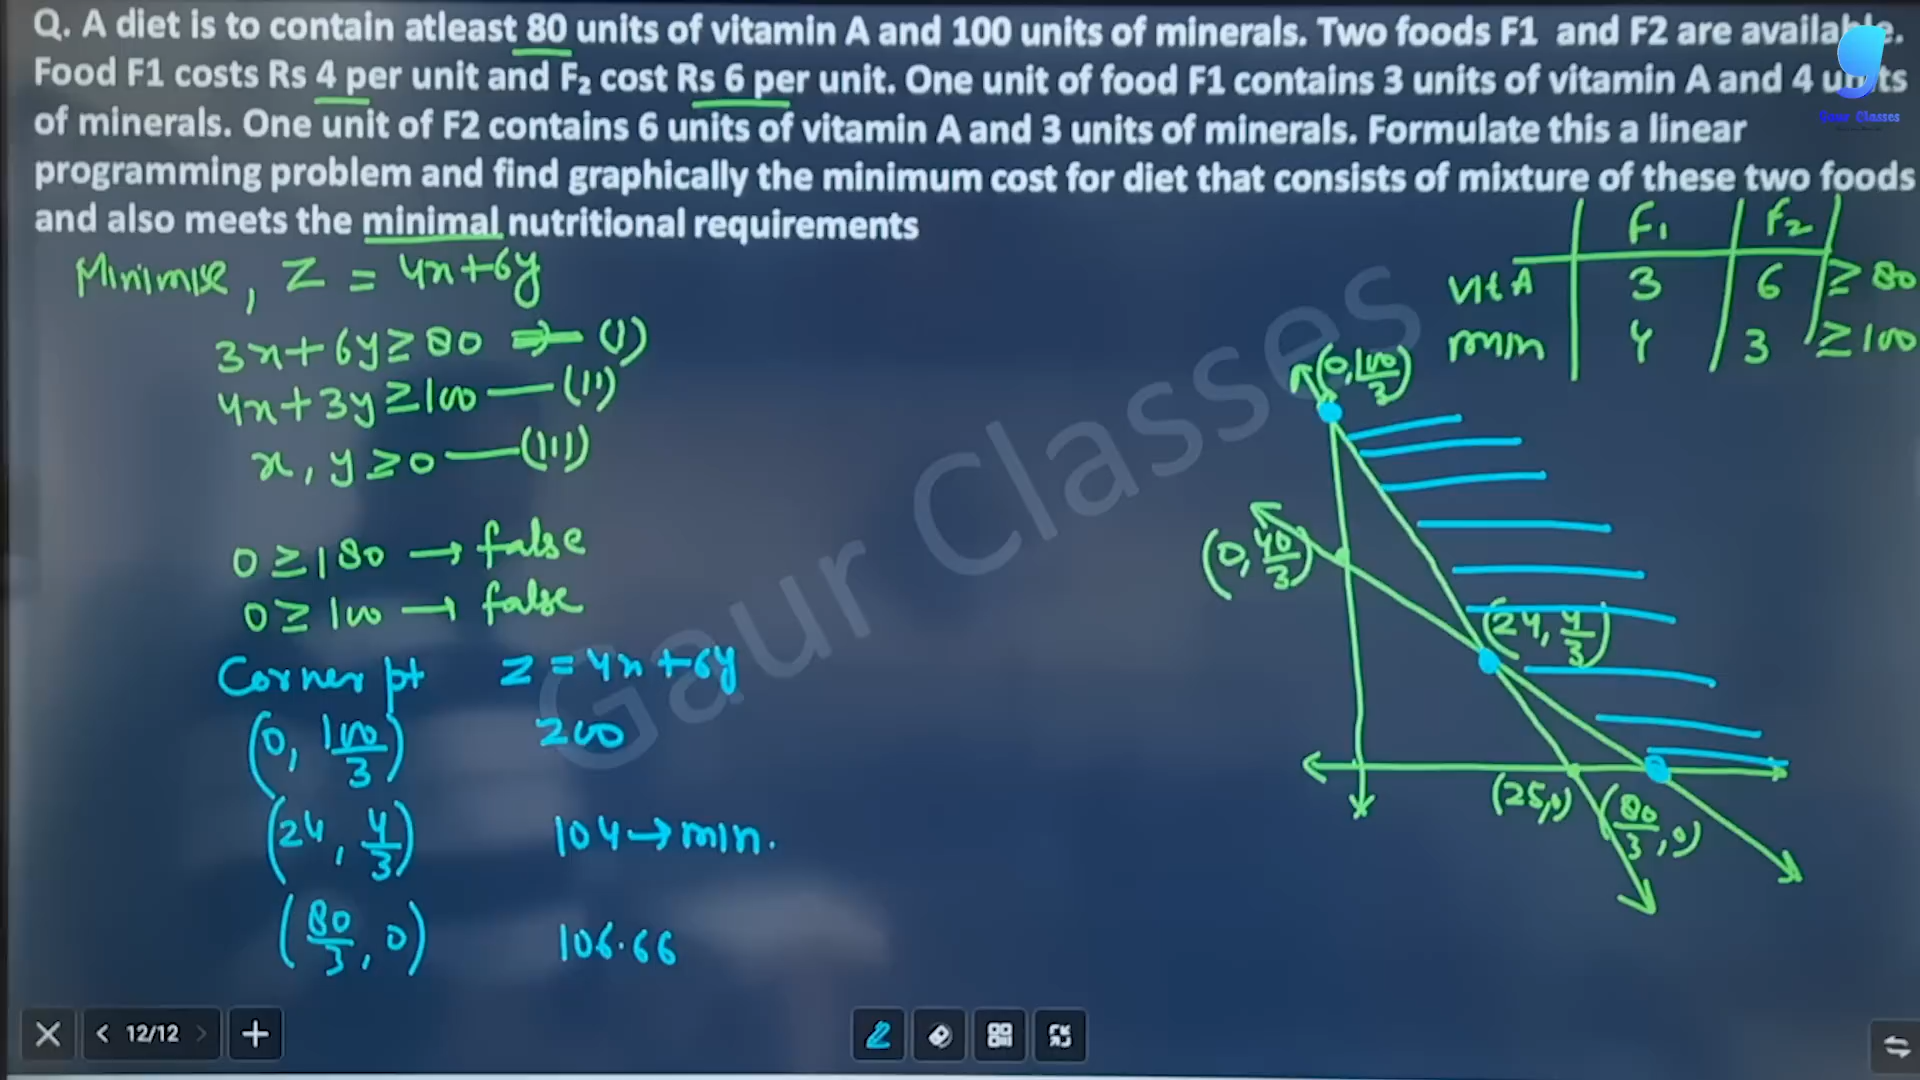 Q. A diet is to contain atleast 80 units of vitamin A and 100 units of minerals. Two foods F1 and F2 are available.
Food F1 costs Rs 4 per unit and F₂ cost Rs 6 per unit. One unit of food F1 contains 3 units of vitamin A and 4 units
of minerals. One unit of F2 contains 6 units of vitamin A and 3 units of minerals. Formulate this a linear
programming problem and find graphically the minimum cost for diet that consists of mixture of these two foods
and also meets the minimal nutritional requirements
Gaur Classes
F₁ F₂
Vit A 3 6 ≥ 80
min 4 3 ≥ 100
Minimise, Z = 4x+6y
3x+6y ≥ 80 — (I)
4x+3y ≥ 100 — (II)
x, y ≥ 0 — (III)
0 ≥ 180 → false
0 ≥ 100 → false
Corner pt Z = 4x+6y
(0, 100/3) 200
(24, 4/3) 104 → min.
(80/3, 0) 106.66
(0, 100/3)
(0, 40/3)
(24, 4/3)
(25,0) (80/3, 0)
Gaur Classes
12/12